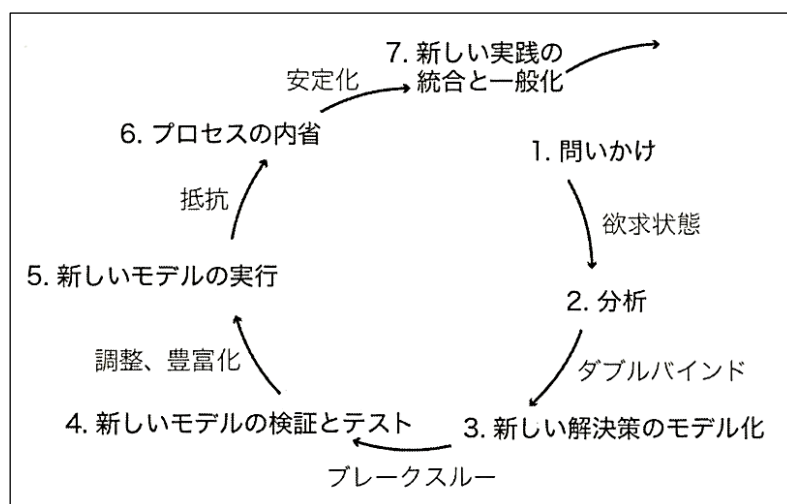 7. 新しい実践の
統合と一般化
安定化
6. プロセスの内省
1. 問いかけ
抵抗
欲求状態
5. 新しいモデルの実行
2. 分析
調整、豊富化
ダブルバインド
4. 新しいモデルの検証とテスト
3. 新しい解決策のモデル化
ブレークスルー